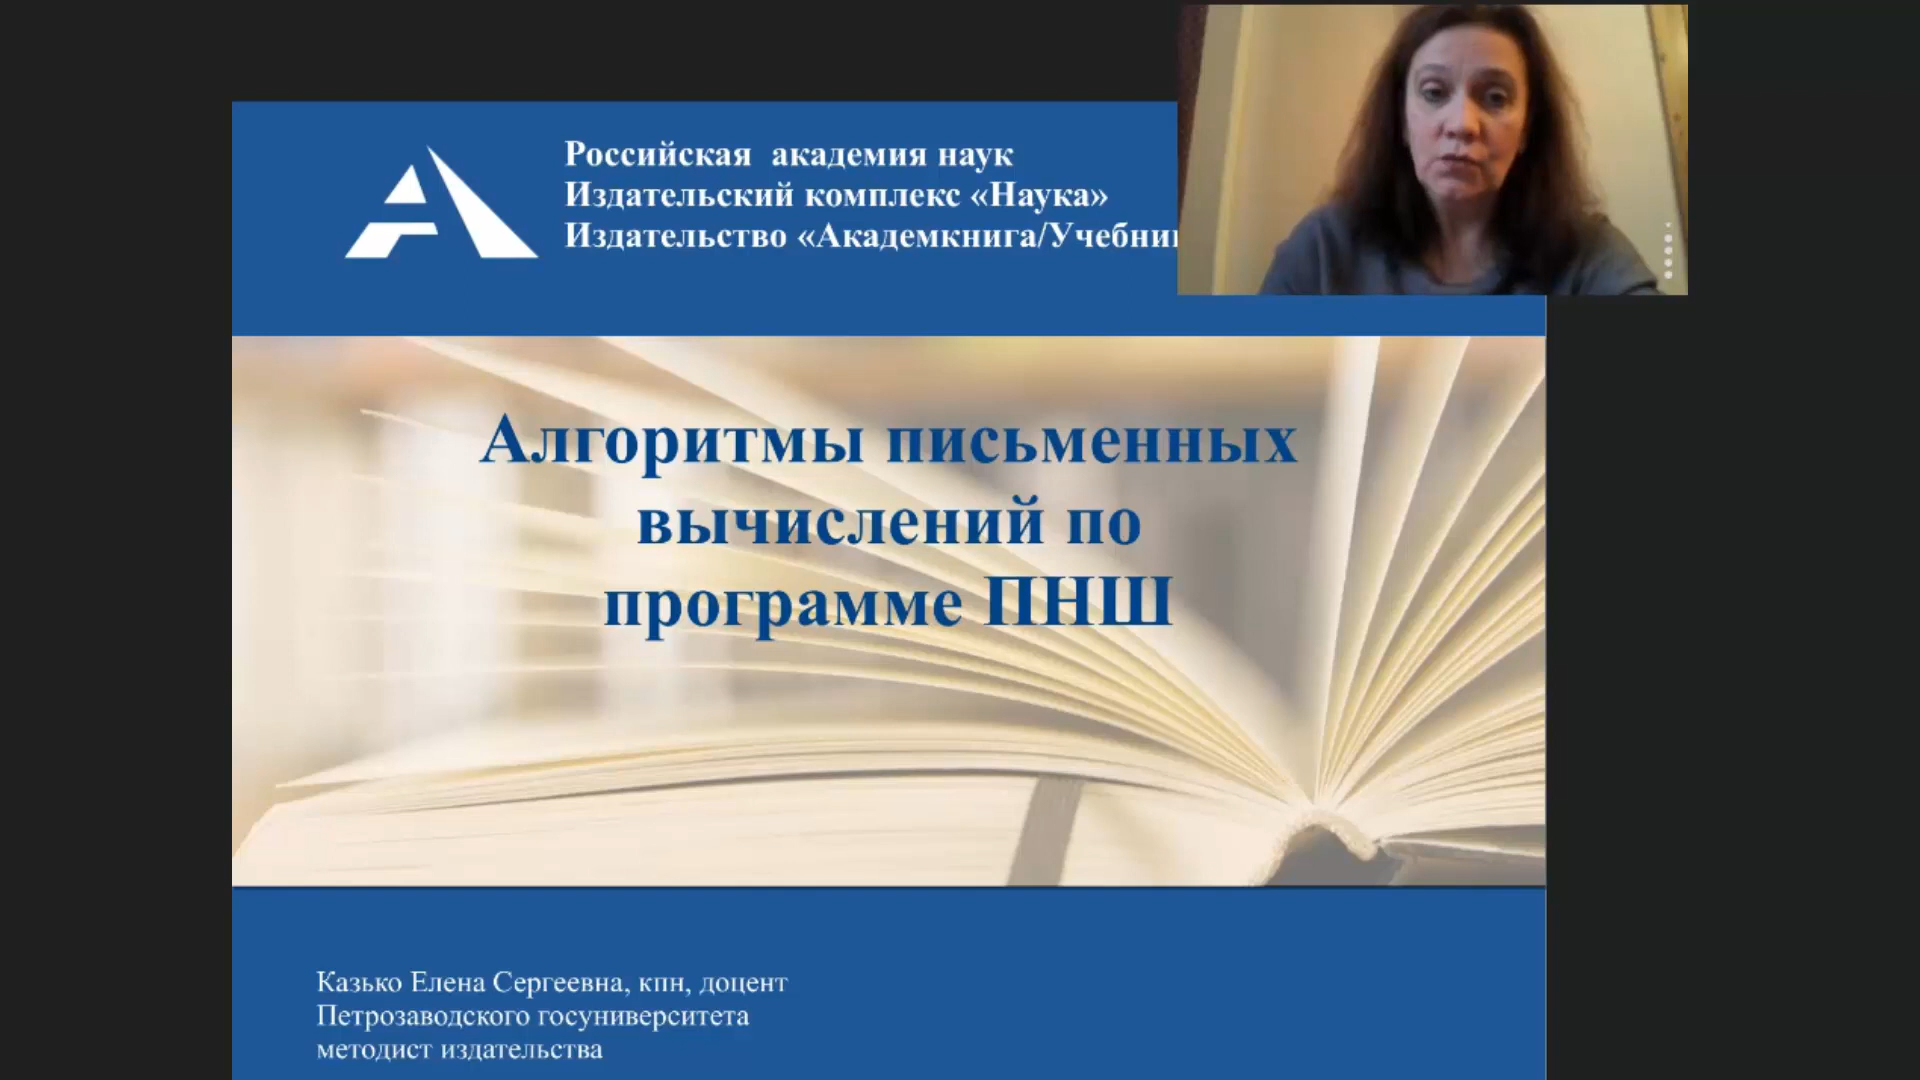 Российская академия наук
Издательский комплекс «Наука»
Издательство «Академкнига/Учебни
Алгоритмы письменных
вычислений по
программе ПНШ
Казько Елена Сергеевна, кпн, доцент
Петрозаводского госуниверситета
методист издательства